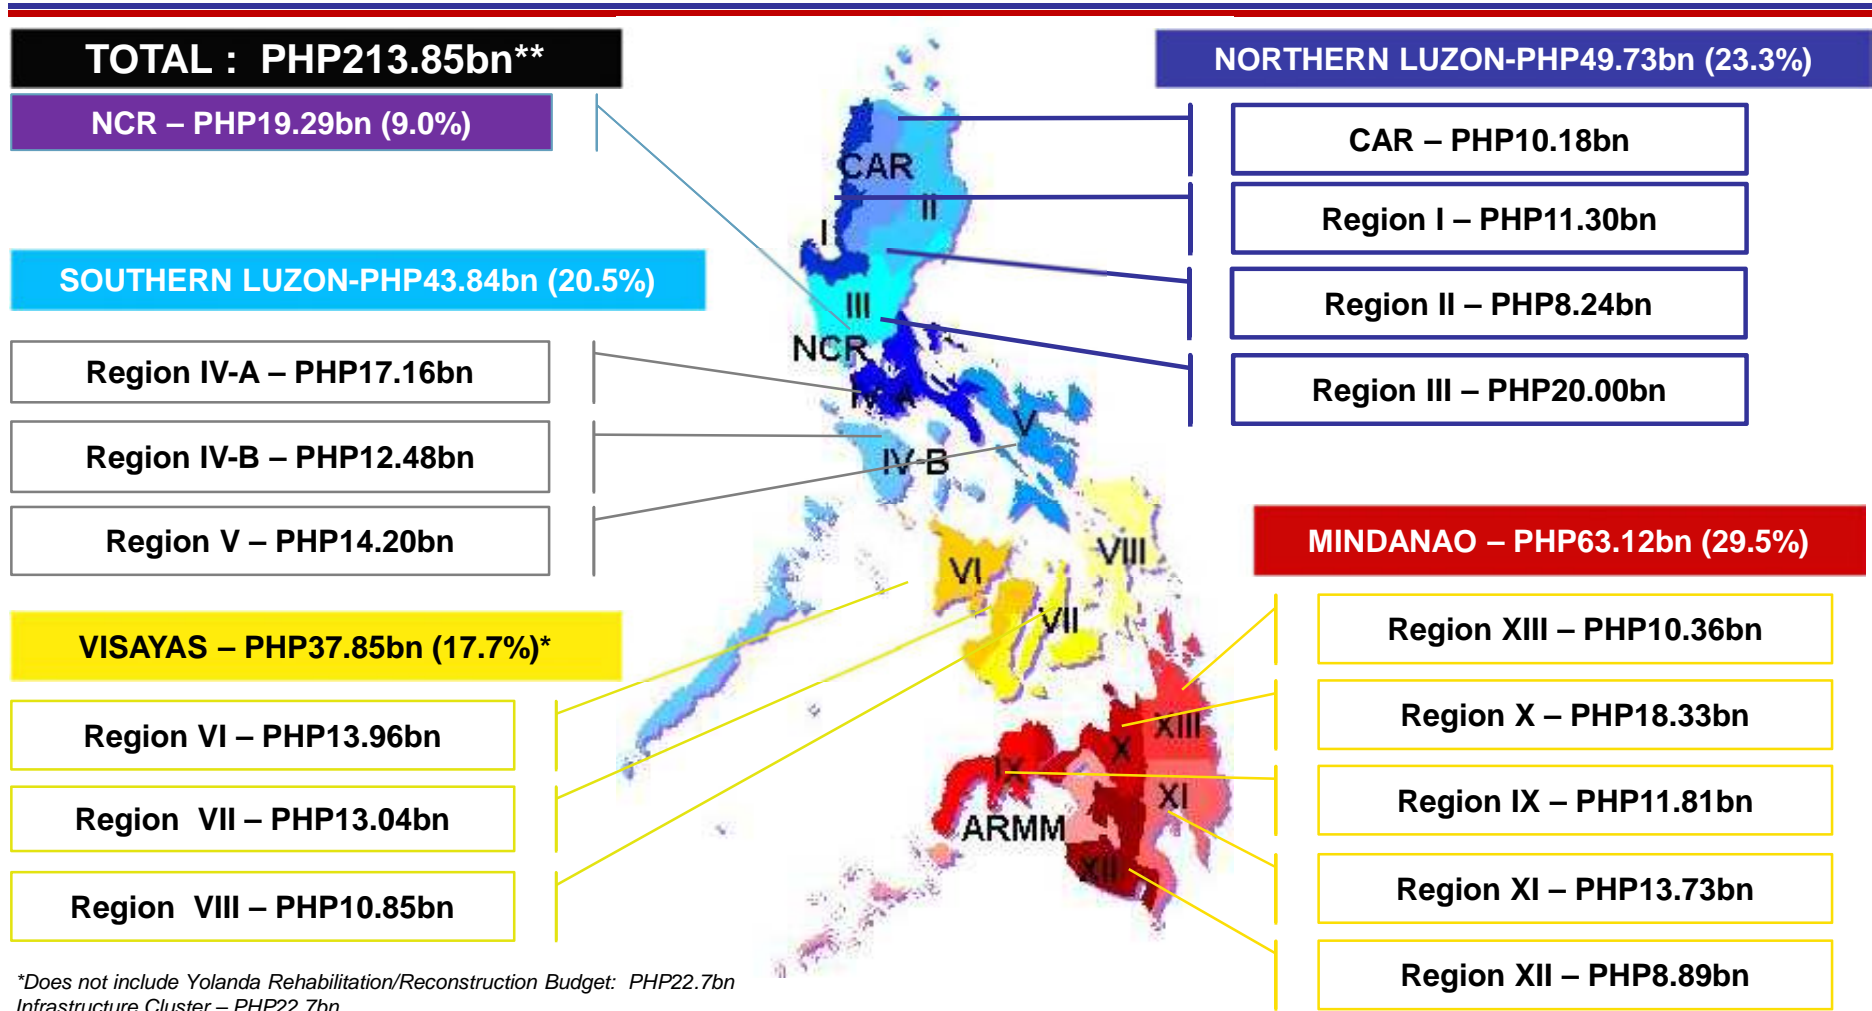 TOTAL :  PHP213.85bn**
NCR – PHP19.29bn (9.0%)
SOUTHERN LUZON-PHP43.84bn (20.5%)
Region IV-A – PHP17.16bn
Region IV-B – PHP12.48bn
Region V – PHP14.20bn
VISAYAS – PHP37.85bn (17.7%)*
Region VI – PHP13.96bn
Region  VII – PHP13.04bn
Region  VIII – PHP10.85bn
*Does not include Yolanda Rehabilitation/Reconstruction Budget:  PHP22.7bn
Infrastructure Cluster – PHP22.7bn
CAR
II
I
III
NCR
IV-A
V
IV-B
VIII
VI
VII
XIII
X
IX
XI
ARMM
XII
NORTHERN LUZON-PHP49.73bn (23.3%)
CAR – PHP10.18bn
Region I – PHP11.30bn
Region II – PHP8.24bn
Region III – PHP20.00bn
MINDANAO – PHP63.12bn (29.5%)
Region XIII – PHP10.36bn
Region X – PHP18.33bn
Region IX – PHP11.81bn
Region XI – PHP13.73bn
Region XII – PHP8.89bn